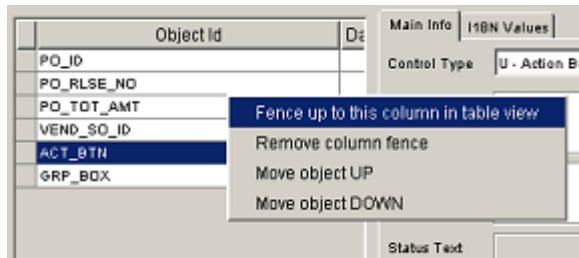 Object Id
Da
PO_ID
PO_RLSE_NO
PO_TOT_AMT
VEND_SO_ID
ACT_BTN
GRP_BOX
Main Info
I18N Values
Control Type
U - Action B
Fence up to this column in table view
Remove column fence
Move object UP
Move object DOWN
Status Text